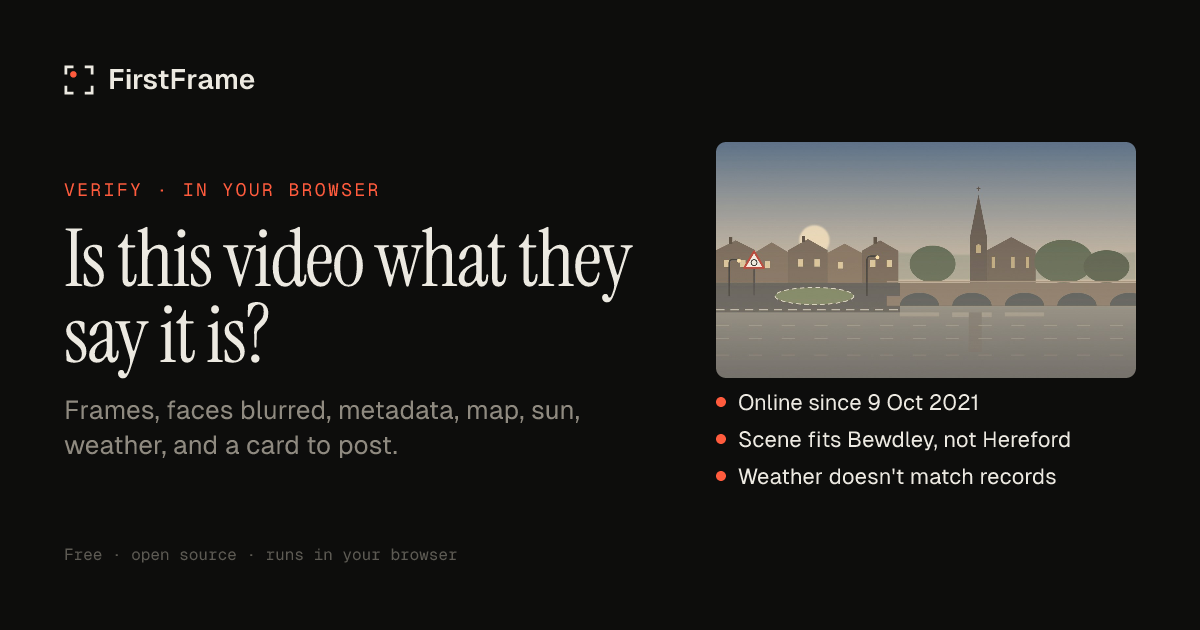 FirstFrame
VERIFY · IN YOUR BROWSER
Is this video what they
say it is?
Frames, faces blurred, metadata, map, sun,
weather, and a card to post.
Online since 9 Oct 2021
Scene fits Bewdley, not Hereford
Weather doesn't match records
Free · open source · runs in your browser